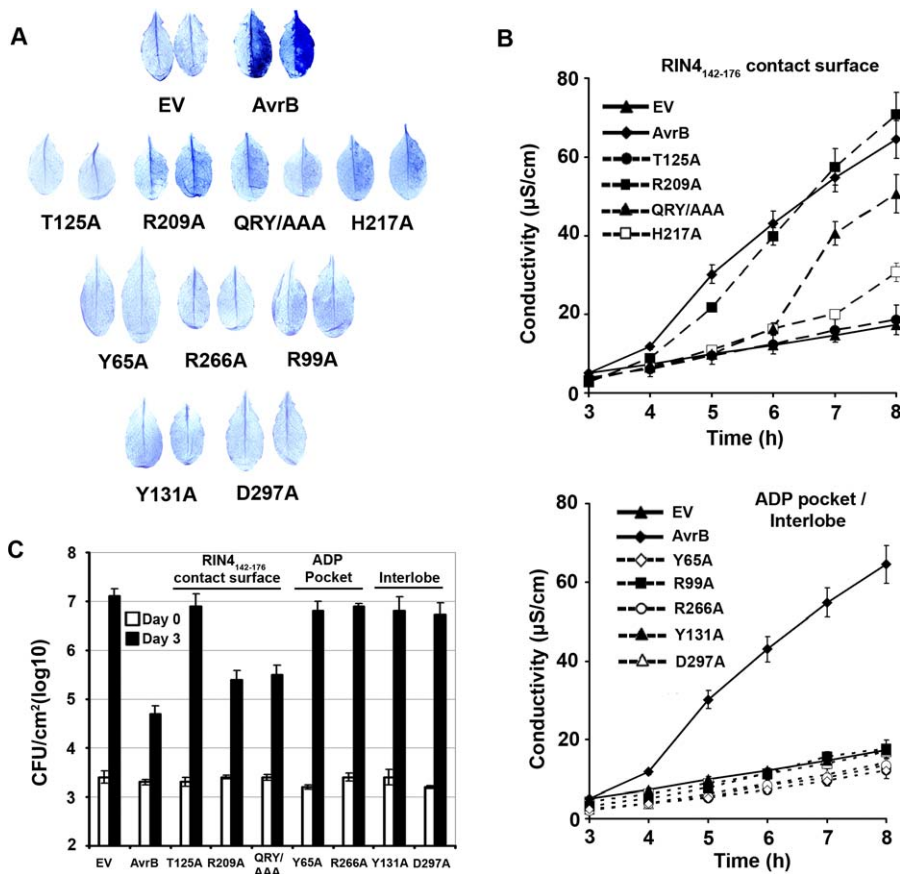 A
EV AvrB
T125A R209A QRY/AAA H217A
Y65A R266A R99A
Y131A D297A
B
RIN4142-176 contact surface
EV
AvrB
T125A
R209A
QRY/AAA
H217A
80
60
40
20
0
Conductivity (µS/cm)
3 4 5 6 7 8
Time (h)
ADP pocket /
Interlobe
EV
AvrB
Y65A
R99A
R266A
Y131A
D297A
80
60
40
20
0
Conductivity (µS/cm)
3 4 5 6 7 8
Time (h)
C
RIN4142-176
contact surface
ADP
Pocket
Interlobe
Day 0
Day 3
8
7
6
5
4
3
2
CFU/cm2(log10)
EV AvrB T125A R209A QRY/ Y65A R266A Y131A D297A
AAA